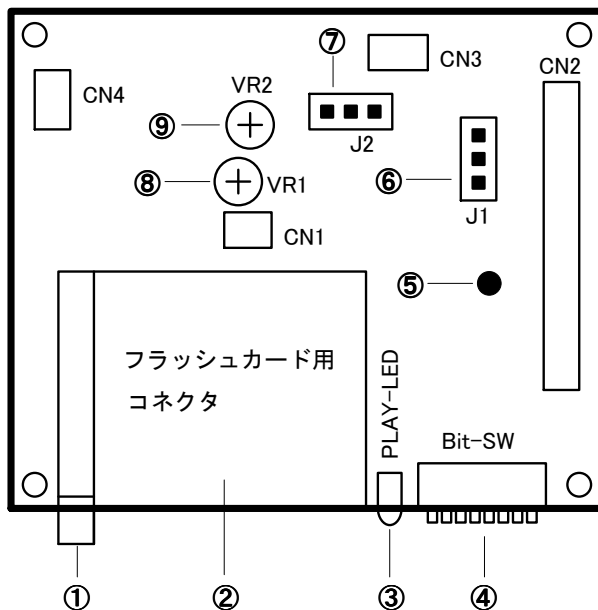 ⑦
CN3
CN2
CN4
VR2
⑨
J2
⑧
VR1
⑥
J1
CN1
⑤
フラッシュカード用
コネクタ
PLAY-LED
Bit-SW
①
②
③
④